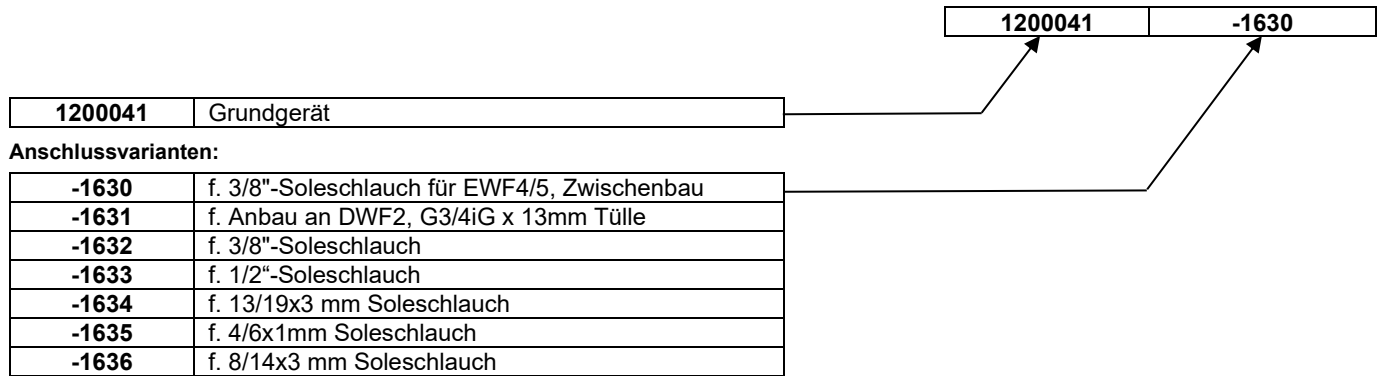 1200041 -1630
1200041 Grundgerät
Anschlussvarianten:
-1630 f. 3/8"-Soleschlauch für EWF4/5, Zwischenbau
-1631 f. Anbau an DWF2, G3/4iG x 13mm Tülle
-1632 f. 3/8"-Soleschlauch
-1633 f. 1/2“-Soleschlauch
-1634 f. 13/19x3 mm Soleschlauch
-1635 f. 4/6x1mm Soleschlauch
-1636 f. 8/14x3 mm Soleschlauch